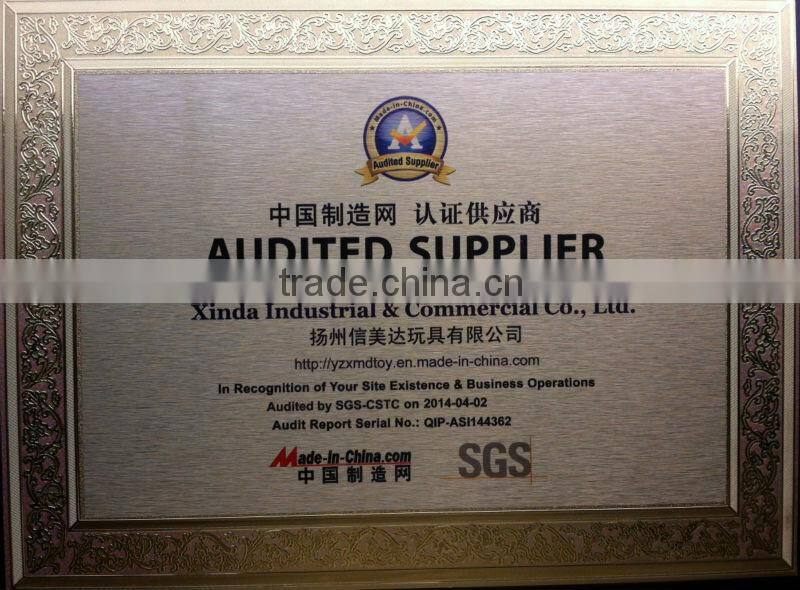 Made-in-China.com
A
Audited Supplier
中国制造网 认证供应商
AUDITED SUPPLIER
trade.china.cn
Xinda Industrial & Commercial Co., Ltd.
扬州信美达玩具有限公司
http://yzxmdtoy.en.made-in-china.com
In Recognition of Your Site Existence & Business Operations
Audited by SGS-CSTC on 2014-04-02
Audit Report Serial No.: QIP-ASI144362
Made-in-China.com
中国制造网
SGS